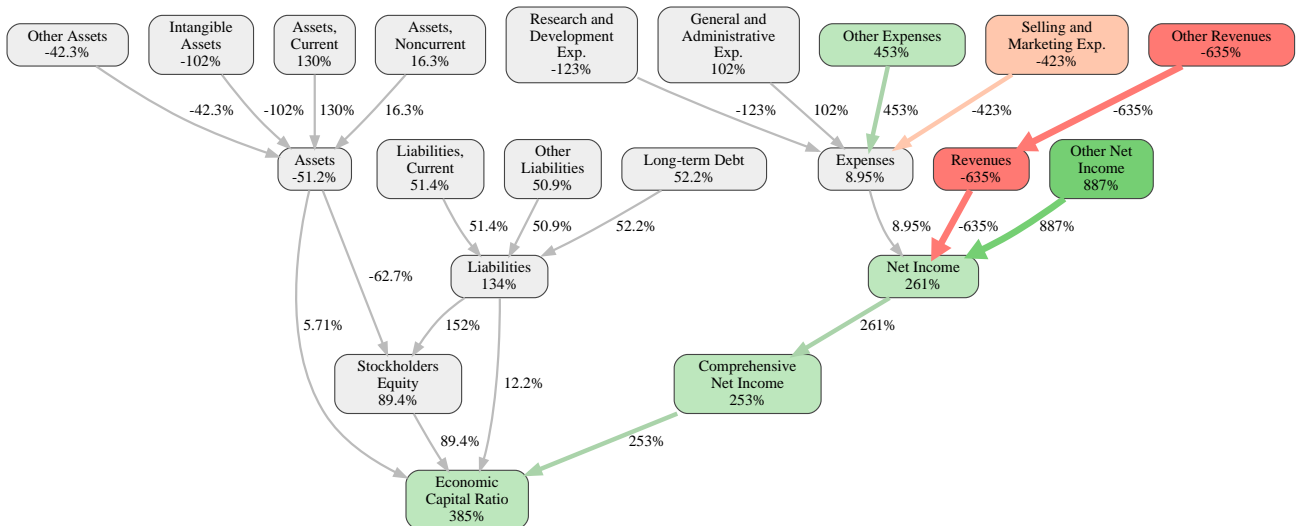 Other Assets
-42.3%
Intangible
Assets
-102%
Assets,
Current
130%
Assets,
Noncurrent
16.3%
Research and
Development
Exp.
-123%
General and
Administrative
Exp.
102%
Other Expenses
453%
Selling and
Marketing Exp.
-423%
Other Revenues
-635%
-42.3%
-102%
130%
16.3%
-123%
102%
453%
-423%
-635%
Assets
-51.2%
Liabilities,
Current
51.4%
Other
Liabilities
50.9%
Long-term Debt
52.2%
Expenses
8.95%
Revenues
-635%
Other Net
Income
887%
51.4%
50.9%
52.2%
8.95%
-635%
887%
-62.7%
Liabilities
134%
Net Income
261%
5.71%
152%
261%
Stockholders
Equity
89.4%
12.2%
Comprehensive
Net Income
253%
89.4%
253%
Economic
Capital Ratio
385%